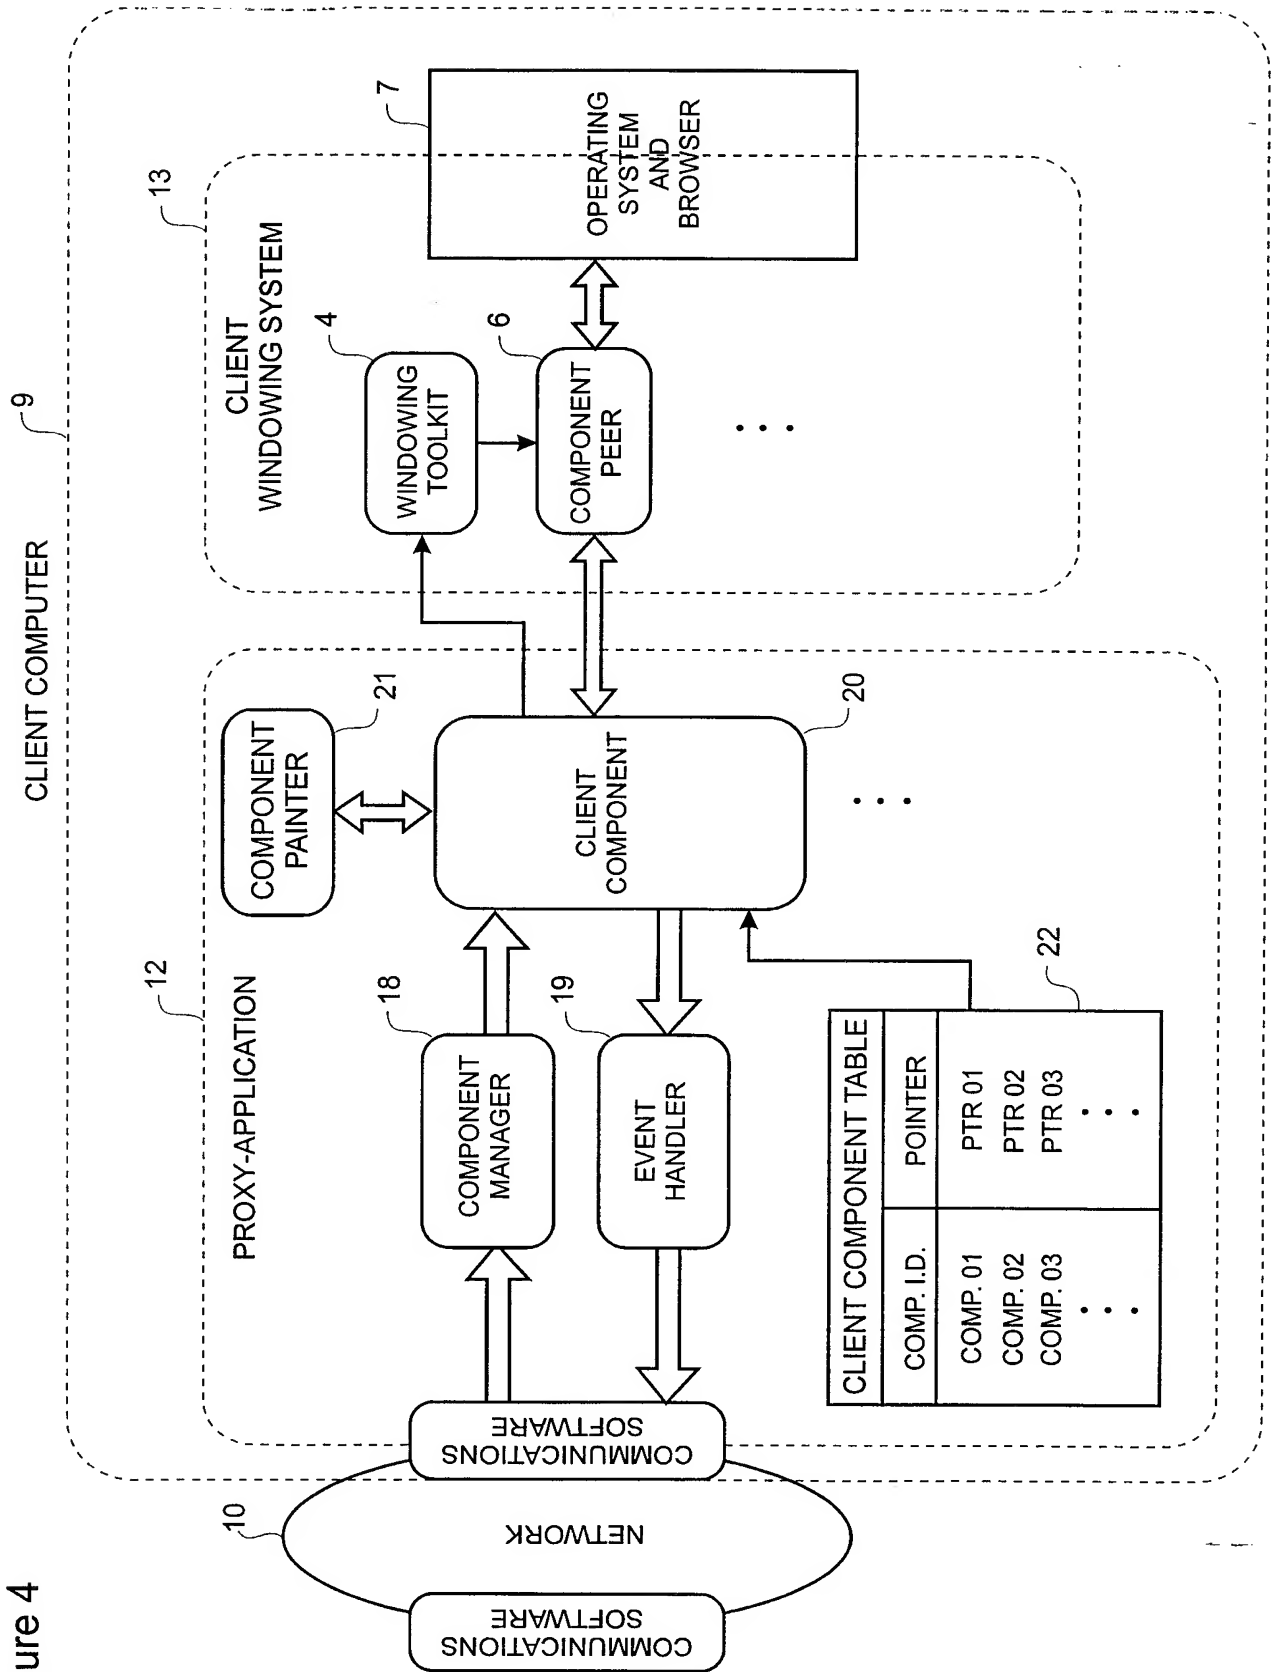 ure 4
CLIENT COMPUTER
9
12
PROXY-APPLICATION
13
CLIENT
WINDOWING SYSTEM
COMPONENT
PAINTER
21
WINDOWING
TOOLKIT
4
7
OPERATING
SYSTEM
AND
BROWSER
10
NETWORK
COMMUNICATIONS
SOFTWARE
COMMUNICATIONS
SOFTWARE
COMPONENT
MANAGER
18
EVENT
HANDLER
19
CLIENT
COMPONENT
20
COMPONENT
PEER
6
. . .
. . .
CLIENT COMPONENT TABLE
COMP. I.D. POINTER
COMP. 01 PTR 01
COMP. 02 PTR 02
COMP. 03 PTR 03
. . . . . .
22